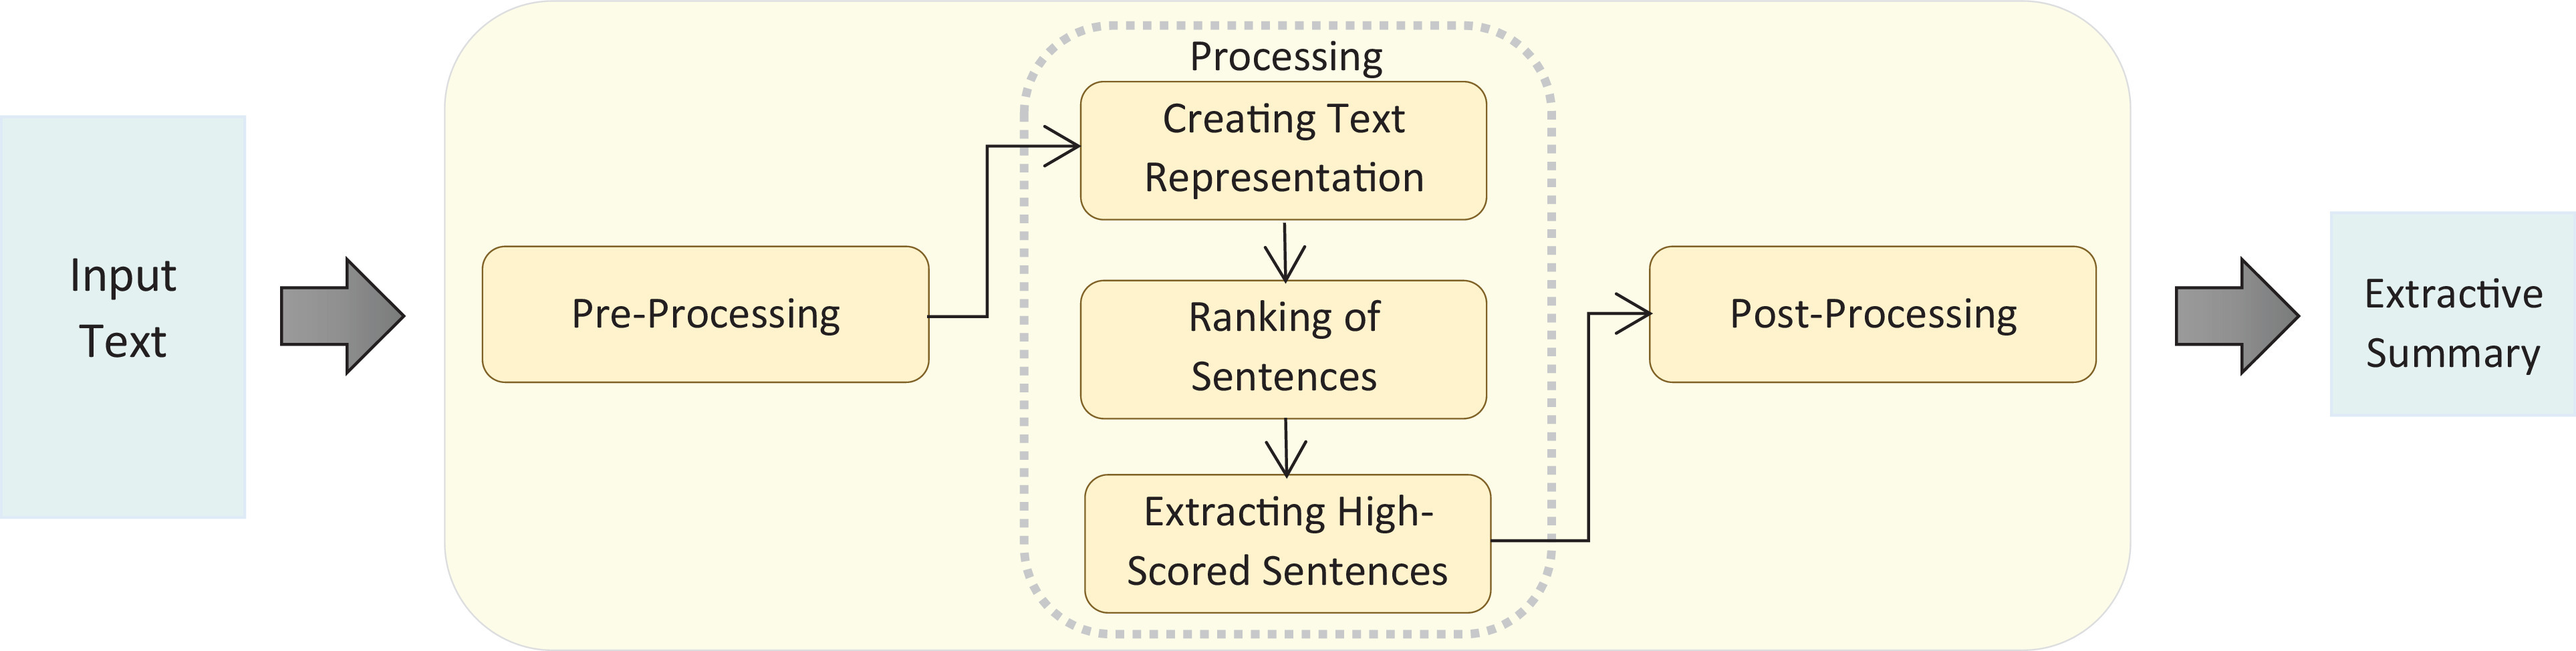 Input
Text
Pre-Processing
Processing
Creating Text
Representation
Ranking of
Sentences
Extracting High-
Scored Sentences
Post-Processing
Extractive
Summary